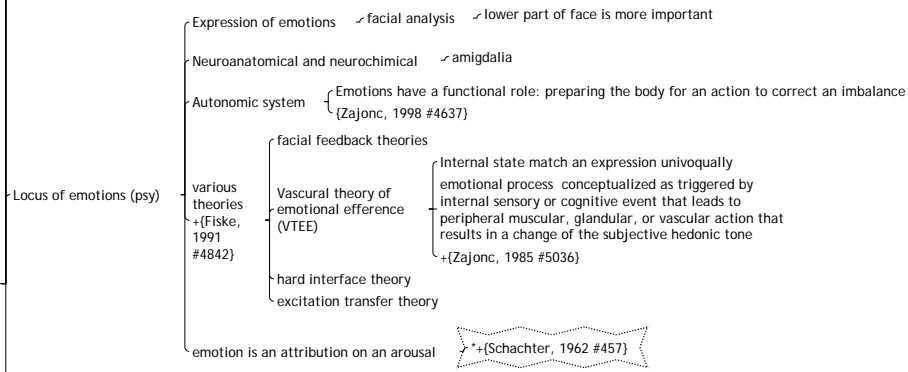 Expression of emotions
facial analysis
lower part of face is more important
Neuroanatomical and neurochimical
amigdalia
Autonomic system
Emotions have a functional role: preparing the body for an action to correct an imbalance
{Zajonc, 1998 #4637}
Locus of emotions (psy)
various
theories
+{Fiske,
1991
#4842}
facial feedback theories
Vascural theory of
emotional efference
(VTEE)
Internal state match an expression univoqually
emotional process  conceptualized as triggered by
internal sensory or cognitive event that leads to
peripheral muscular, glandular, or vascular action that
results in a change of the subjective hedonic tone
+{Zajonc, 1985 #5036}
hard interface theory
excitation transfer theory
emotion is an attribution on an arousal
*+{Schachter, 1962 #457}